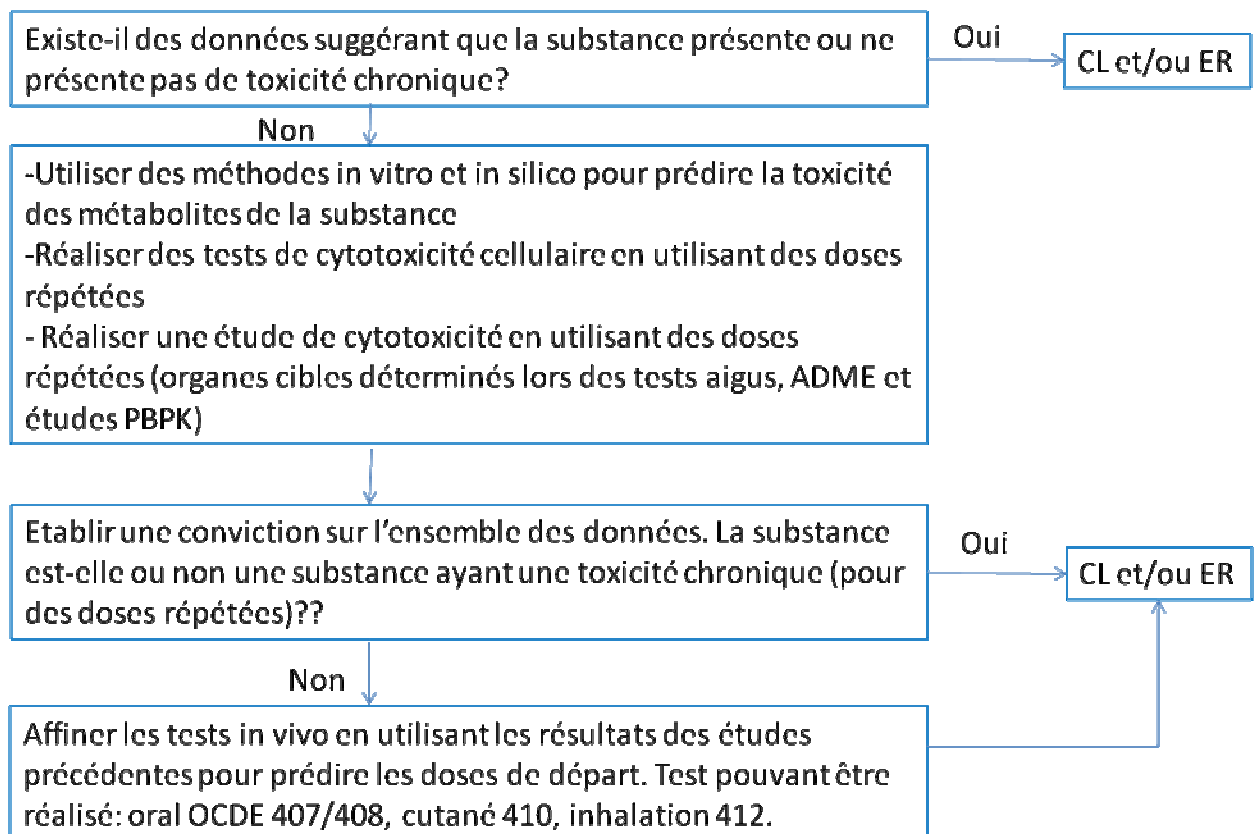 Existe-il des données suggérant que la substance présente ou ne
présente pas de toxicité chronique?
Oui
CL et/ou ER
Non
-Utiliser des méthodes in vitro et in silico pour prédire la toxicité
des métabolites de la substance
-Réaliser des tests de cytotoxicité cellulaire en utilisant des doses
répétées
- Réaliser une étude de cytotoxicité en utilisant des doses
répétées (organes cibles déterminés lors des tests aigus, ADME et
études PBPK)
Etablir une conviction sur l'ensemble des données. La substance
est-elle ou non une substance ayant une toxicité chronique (pour
des doses répétées)??
Oui
CL et/ou ER
Non
Affiner les tests in vivo en utilisant les résultats des études
précédentes pour prédire les doses de départ. Test pouvant être
réalisé: oral OCDE 407/408, cutané 410, inhalation 412.